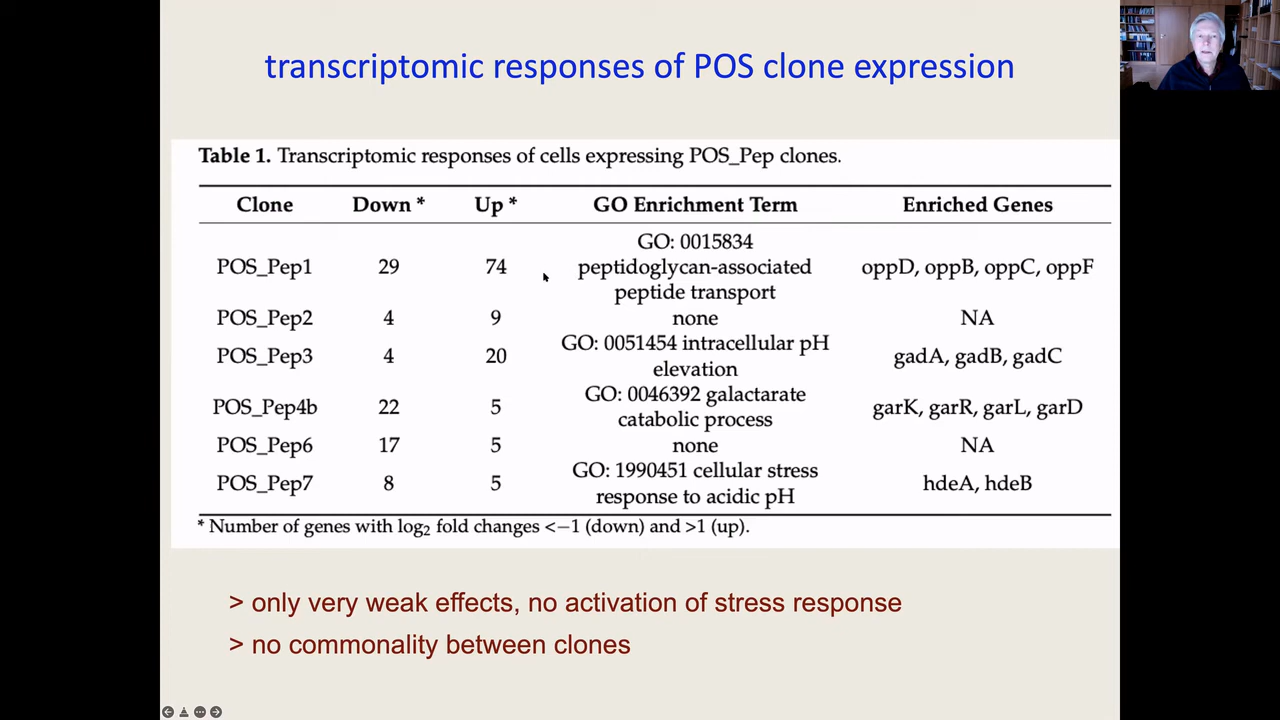 transcriptomic responses of POS clone expression
Table 1. Transcriptomic responses of cells expressing POS_Pep clones.
Clone Down * Up * GO Enrichment Term Enriched Genes
GO: 0015834
POS_Pep1 29 74 peptidoglycan-associated oppD, oppB, oppC, oppF
peptide transport
POS_Pep2 4 9 none NA
GO: 0051454 intracellular pH
POS_Pep3 4 20 gadA, gadB, gadC
elevation
GO: 0046392 galactarate
POS_Pep4b 22 5 garK, garR, garL, garD
catabolic process
POS_Pep6 17 5 none NA
GO: 1990451 cellular stress
POS_Pep7 8 5 hdeA, hdeB
response to acidic pH
* Number of genes with log₂ fold changes <−1 (down) and >1 (up).
> only very weak effects, no activation of stress response
> no commonality between clones